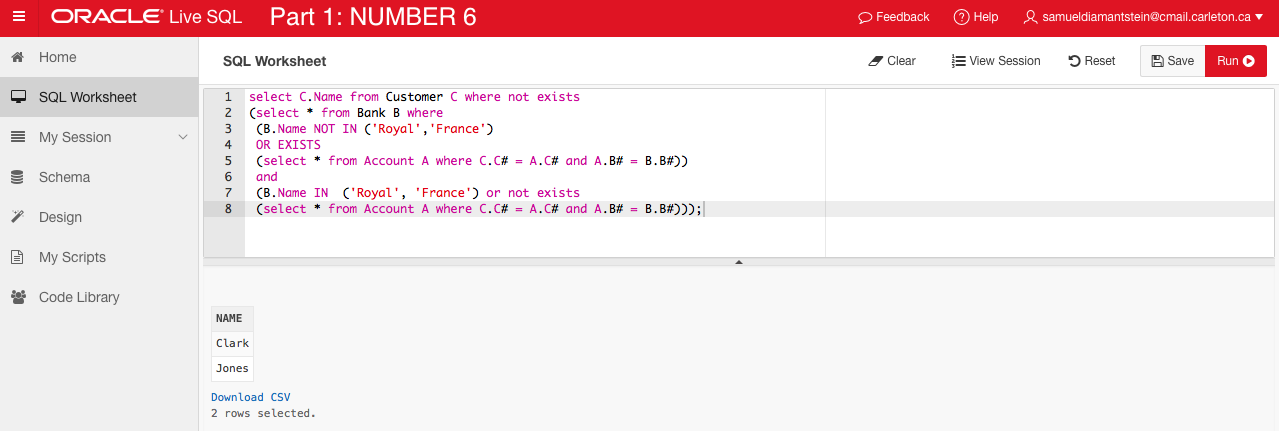 ORACLE® Live SQL Part 1: NUMBER 6 Feedback Help samueldiamantstein@cmail.carleton.ca
Home
SQL Worksheet
My Session
Schema
Design
My Scripts
Code Library
SQL Worksheet Clear View Session Reset Save Run
1 select C.Name from Customer C where not exists
2 (select * from Bank B where
3 (B.Name NOT IN ('Royal','France')
4 OR EXISTS
5 (select * from Account A where C.C# = A.C# and A.B# = B.B#))
6 and
7 (B.Name IN  ('Royal', 'France') or not exists
8 (select * from Account A where C.C# = A.C# and A.B# = B.B#)));
NAME
Clark
Jones
Download CSV
2 rows selected.